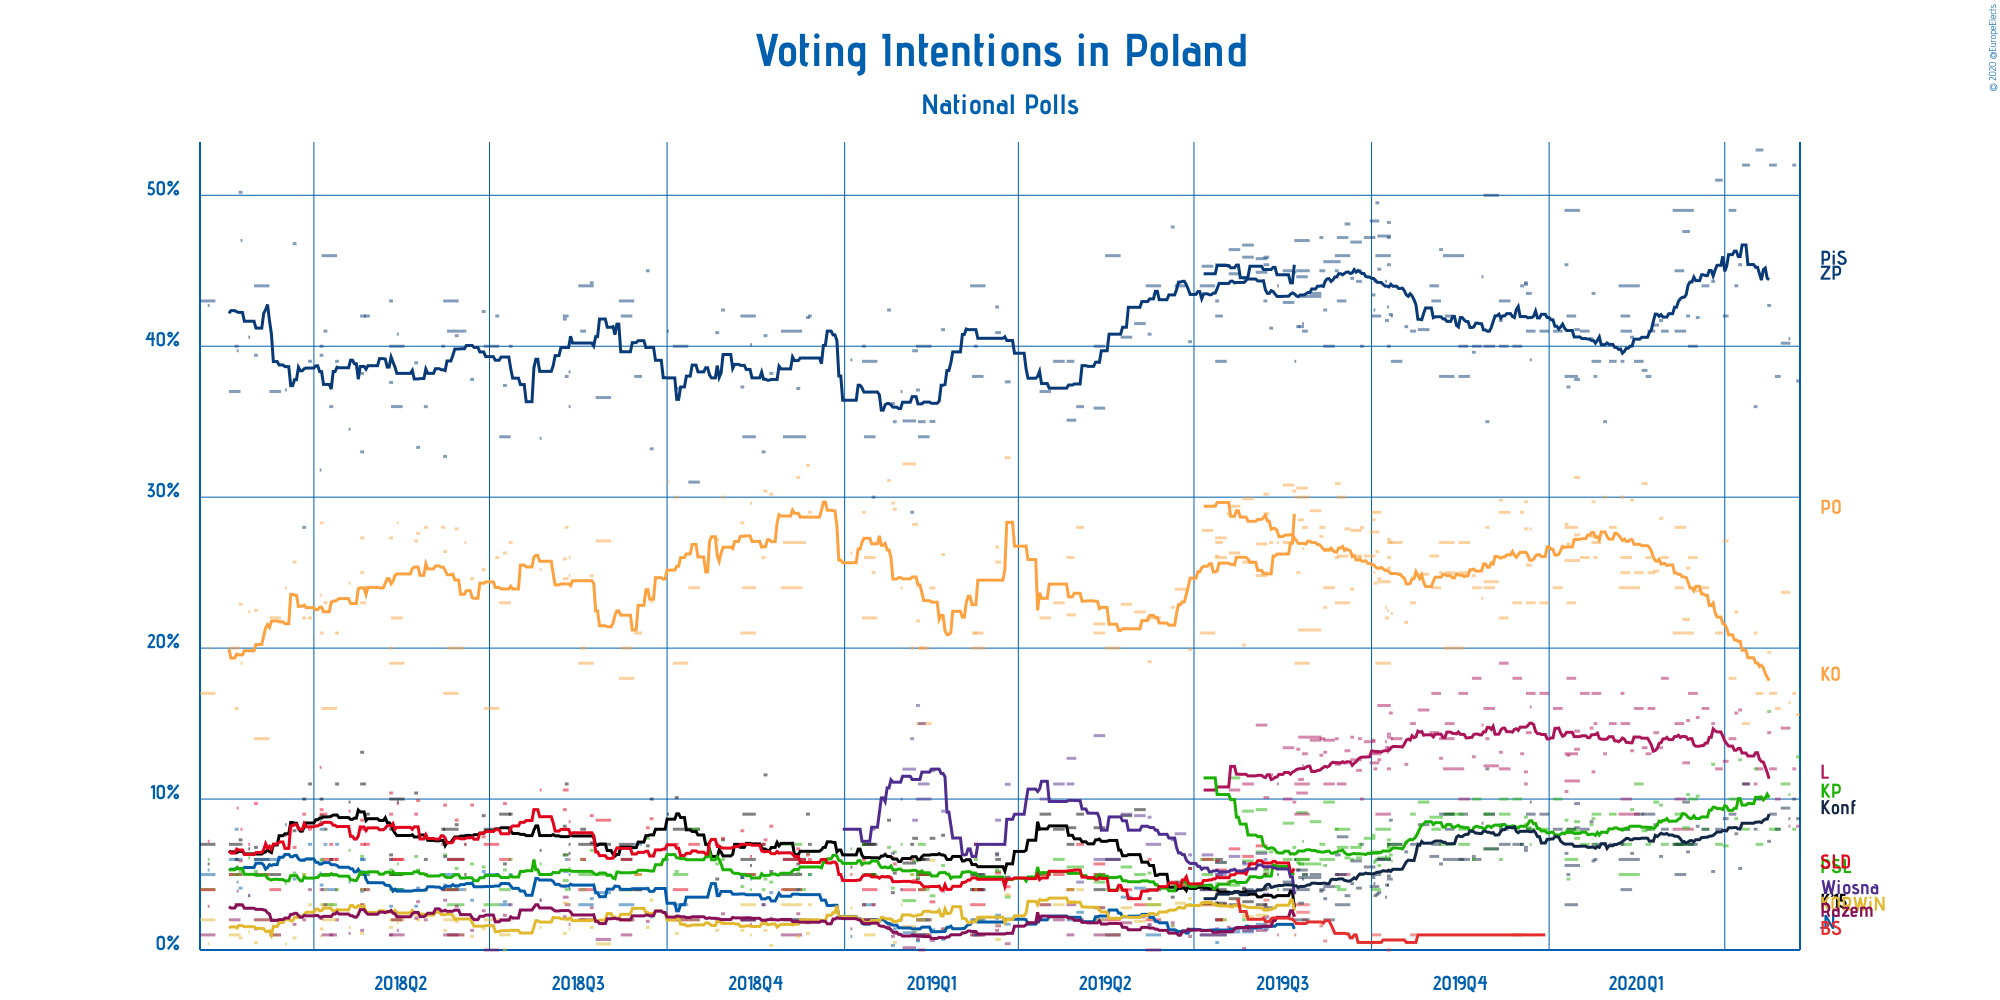 © 2020 @EuropeElects
Voting Intentions in Poland
National Polls
50%
40%
30%
20%
10%
0%
PiS
ZP
PO
KO
L
KP
Konf
SLD
PSL
Wiosna
KORWiN
Razem
BS
2018Q2 2018Q3 2018Q4 2019Q1 2019Q2 2019Q3 2019Q4 2020Q1